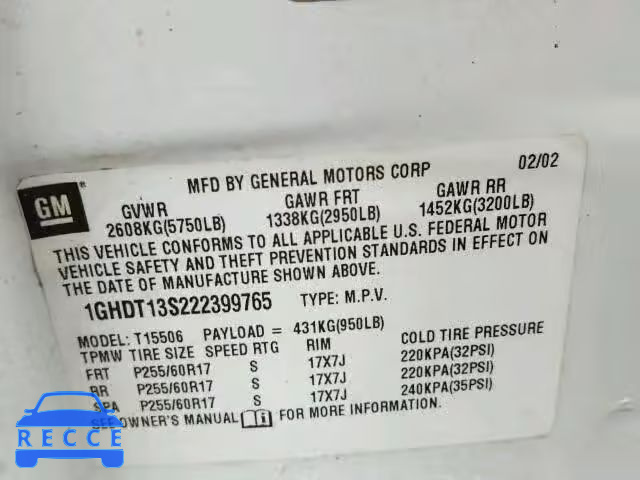 MFD BY GENERAL MOTORS CORP 02/02
GM ®
GVWR GAWR FRT GAWR RR
2608KG(5750LB) 1338KG(2950LB) 1452KG(3200LB)
THIS VEHICLE CONFORMS TO ALL APPLICABLE U.S. FEDERAL MOTOR
VEHICLE SAFETY AND THEFT PREVENTION STANDARDS IN EFFECT ON
THE DATE OF MANUFACTURE SHOWN ABOVE.
1GHDT13S222399765 TYPE: M.P.V.
MODEL: T15506 PAYLOAD = 431KG(950LB)
TPMW TIRE SIZE SPEED RTG RIM COLD TIRE PRESSURE
FRT P255/60R17 S 17X7J 220KPA(32PSI)
RR P255/60R17 S 17X7J 220KPA(32PSI)
SPA P255/60R17 S 17X7J 240KPA(35PSI)
SEE OWNER'S MANUAL FOR MORE INFORMATION.
RECCE